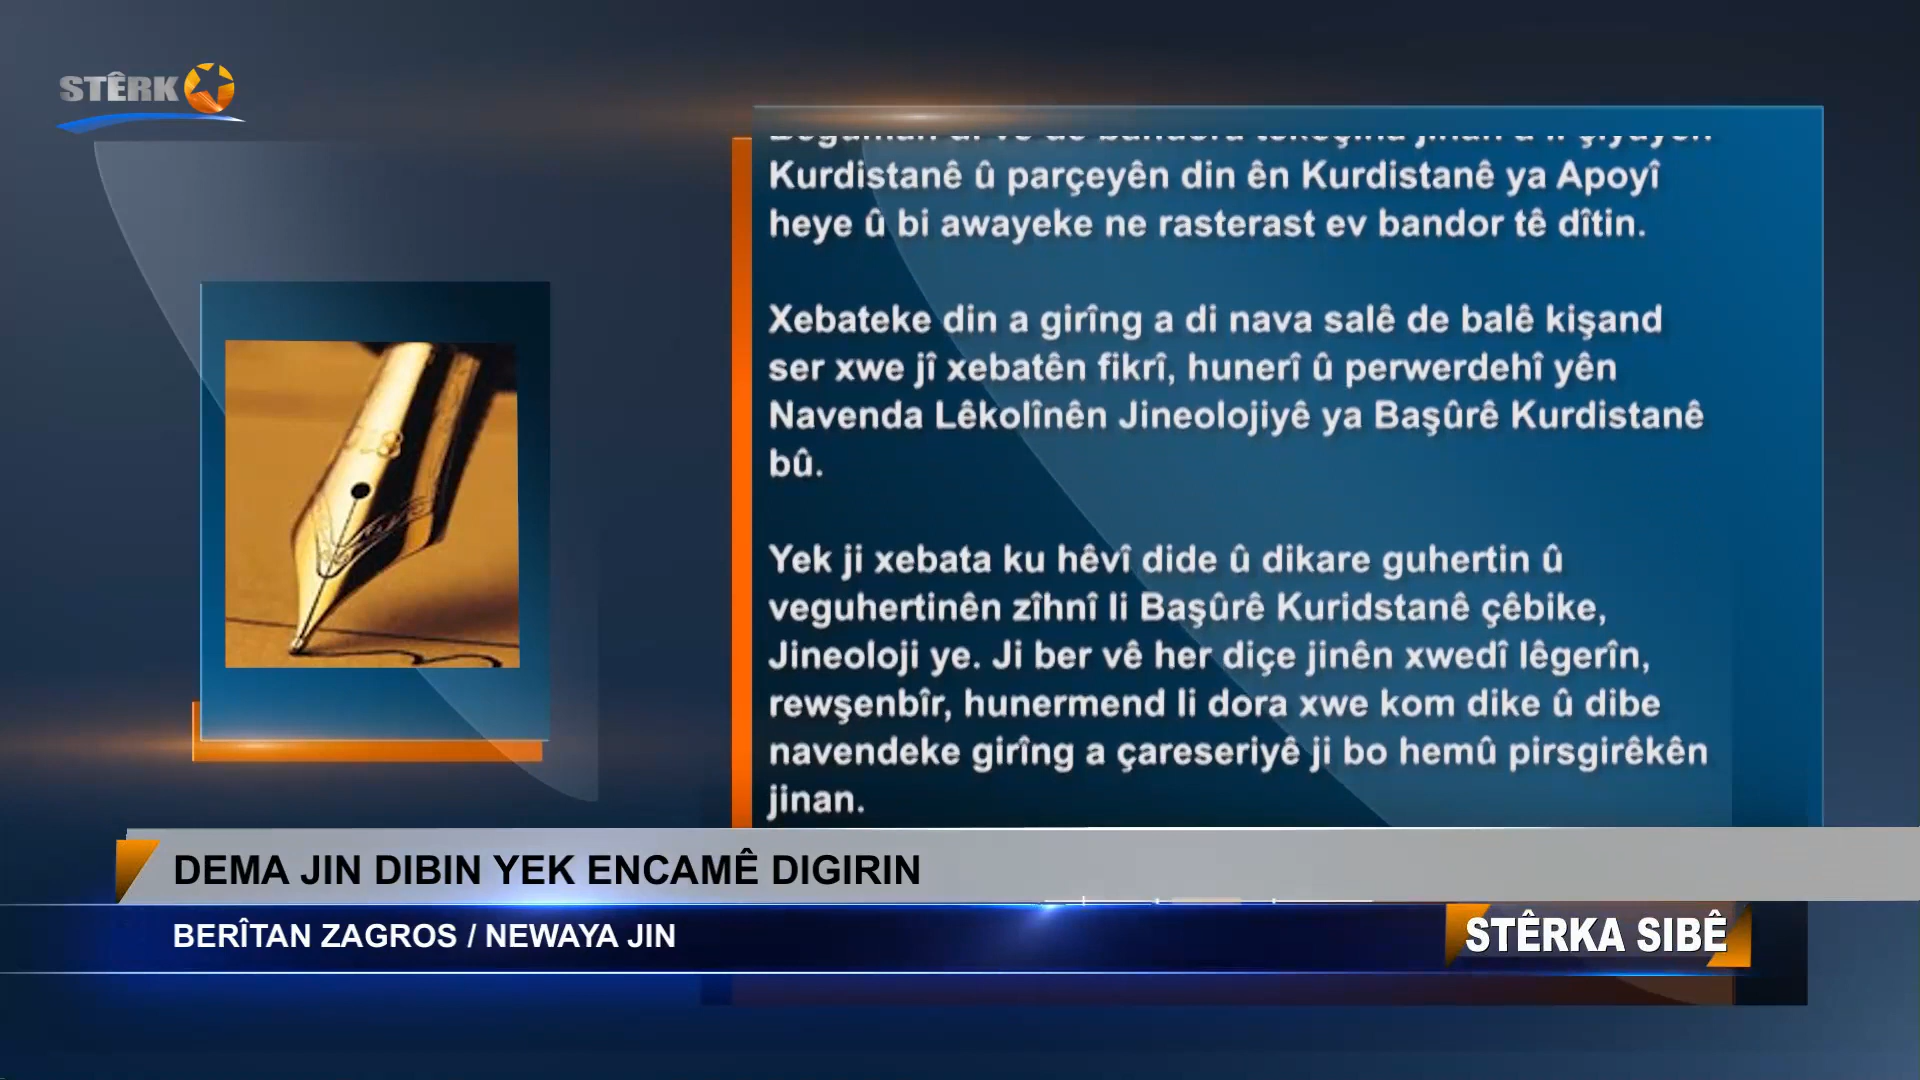 STÊRK
Kurdistanê û parçeyên din ên Kurdistanê ya Apoyî
heye û bi awayeke ne rasterast ev bandor tê dîtin.
Xebateke din a girîng a di nava salê de balê kişand
ser xwe jî xebatên fikrî, hunerî û perwerdehî yên
Navenda Lêkolînên Jineolojiyê ya Başûrê Kurdistanê
bû.
Yek ji xebata ku hêvî dide û dikare guhertin û
veguhertinên zîhnî li Başûrê Kuridstanê çêbike,
Jineoloji ye. Ji ber vê her diçe jinên xwedî lêgerîn,
rewşenbîr, hunermend li dora xwe kom dike û dibe
navendeke girîng a çareseriyê ji bo hemû pirsgirêkên
jinan.
DEMA JIN DIBIN YEK ENCAMÊ DIGIRIN
BERÎTAN ZAGROS / NEWAYA JIN
STÊRKA SIBÊ